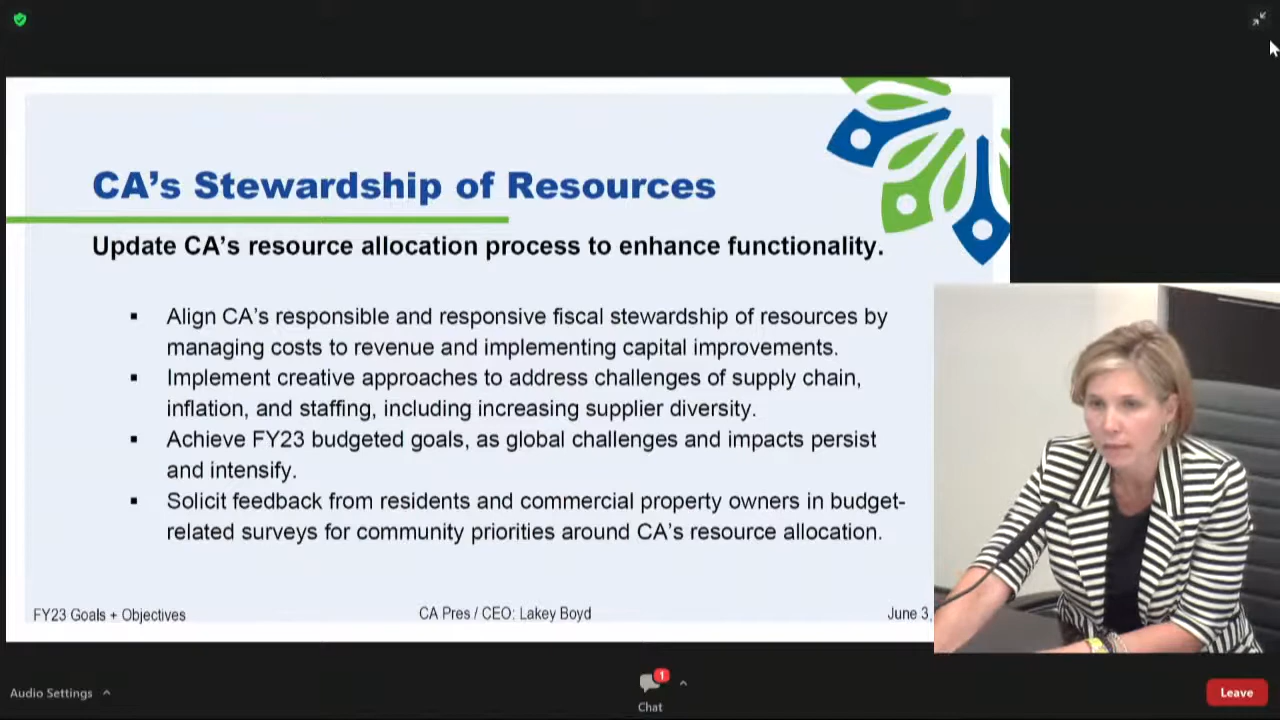 CA's Stewardship of Resources
Update CA's resource allocation process to enhance functionality.
▪ Align CA's responsible and responsive fiscal stewardship of resources by
managing costs to revenue and implementing capital improvements.
▪ Implement creative approaches to address challenges of supply chain,
inflation, and staffing, including increasing supplier diversity.
▪ Achieve FY23 budgeted goals, as global challenges and impacts persist
and intensify.
▪ Solicit feedback from residents and commercial property owners in budget-
related surveys for community priorities around CA's resource allocation.
FY23 Goals + Objectives
CA Pres / CEO: Lakey Boyd
June 3,
Audio Settings
1
Chat
Leave